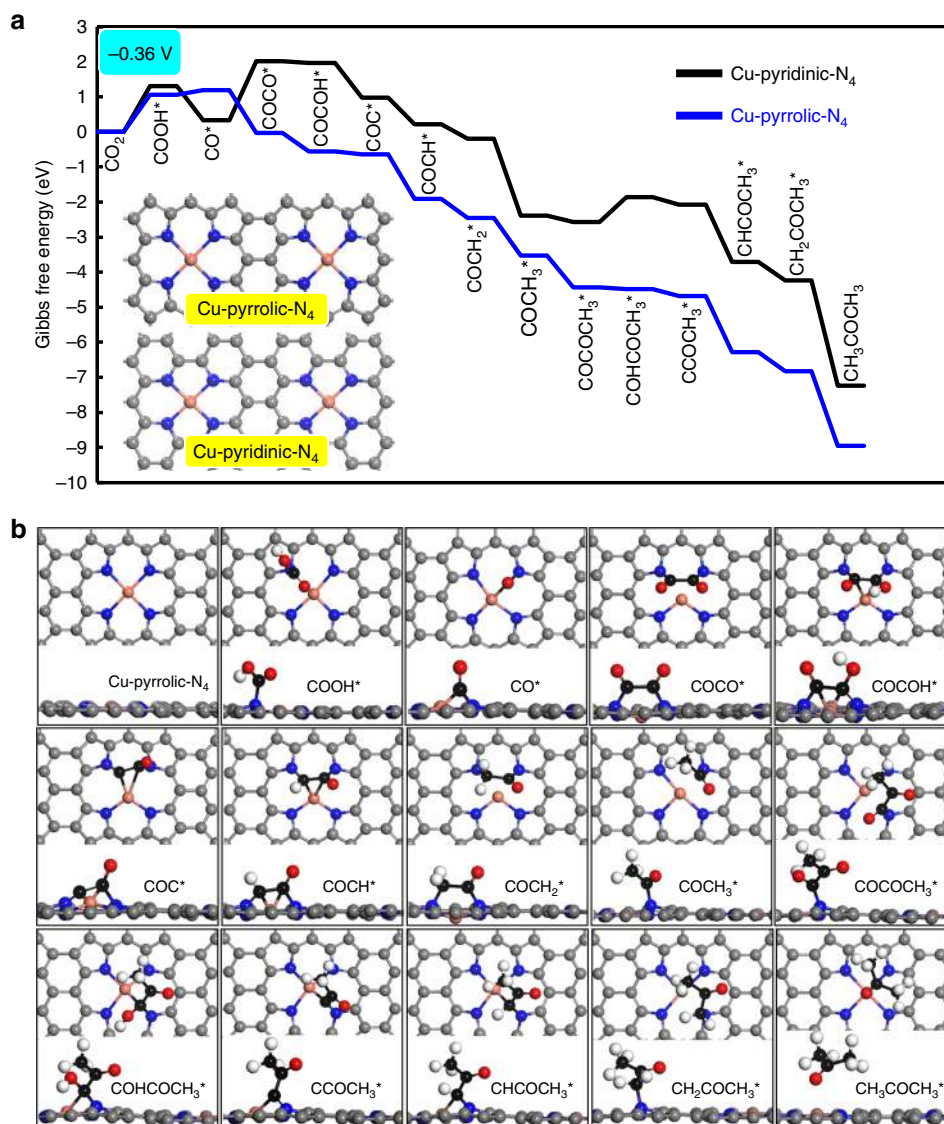 a
3
2
1
0
–1
–2
–3
–4
–5
–6
–7
–8
–9
–10
Gibbs free energy (eV)
–0.36 V
Cu-pyridinic-N4
Cu-pyrrolic-N4
CO2
COOH*
CO*
COCO*
COCOH*
COC*
COCH*
COCH2*
COCH3*
COCOCH3*
COHCOCH3*
CCOCH3*
CHCOCH3*
CH2COCH3*
CH3COCH3
Cu-pyrrolic-N4
Cu-pyridinic-N4
b
Cu-pyrrolic-N4
COOH*
CO*
COCO*
COCOH*
COC*
COCH*
COCH2*
COCH3*
COCOCH3*
COHCOCH3*
CCOCH3*
CHCOCH3*
CH2COCH3*
CH3COCH3*